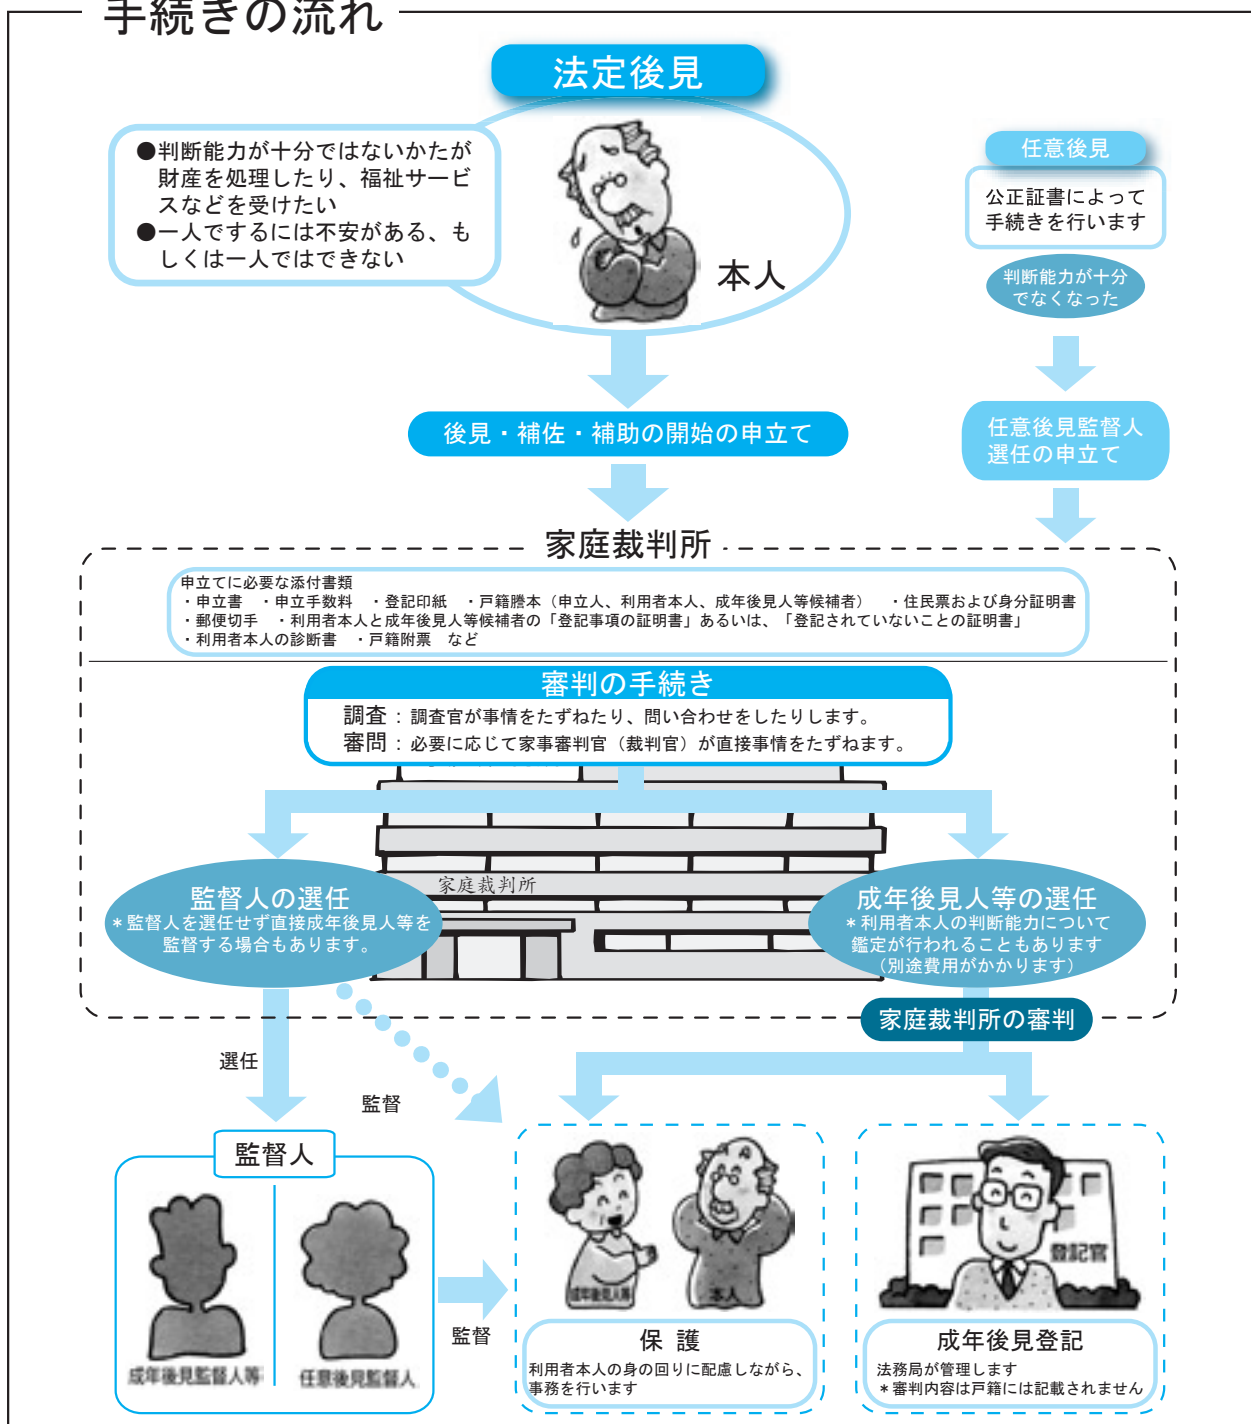 手続きの流れ
法定後見
●判断能力が十分ではないかたが
財産を処理したり、福祉サービ
スなどを受けたい
●一人でするには不安がある、も
しくは一人ではできない
本人
任意後見
公正証書によって
手続きを行います
判断能力が十分
でなくなった
後見・補佐・補助の開始の申立て
任意後見監督人
選任の申立て
家庭裁判所
申立てに必要な添付書類
・申立書　・申立手数料　・登記印紙　・戸籍謄本（申立人、利用者本人、成年後見人等候補者）　・住民票および身分証明書
・郵便切手　・利用者本人と成年後見人等候補者の「登記事項の証明書」あるいは、「登記されていないことの証明書」
・利用者本人の診断書　・戸籍附票　など
審判の手続き
調査：調査官が事情をたずねたり、問い合わせをしたりします。
審問：必要に応じて家事審判官（裁判官）が直接事情をたずねます。
家庭裁判所
監督人の選任
＊監督人を選任せず直接成年後見人等を
監督する場合もあります。
成年後見人等の選任
＊利用者本人の判断能力について
鑑定が行われることもあります
（別途費用がかかります）
家庭裁判所の審判
選任
監督
監督人
成年後見監督人等
任意後見監督人
監督
成年後見人等
本人
保護
利用者本人の身の回りに配慮しながら、
事務を行います
登記官
成年後見登記
法務局が管理します
＊審判内容は戸籍には記載されません